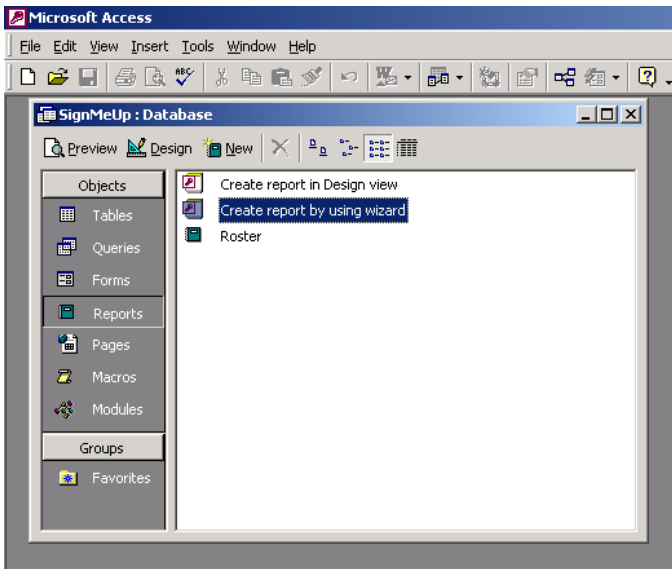 Microsoft Access
File Edit View Insert Tools Window Help
ABC
SignMeUp : Database
Preview Design New
Objects
Tables
Queries
Forms
Reports
Pages
Macros
Modules
Groups
Favorites
Create report in Design view
Create report by using wizard
Roster